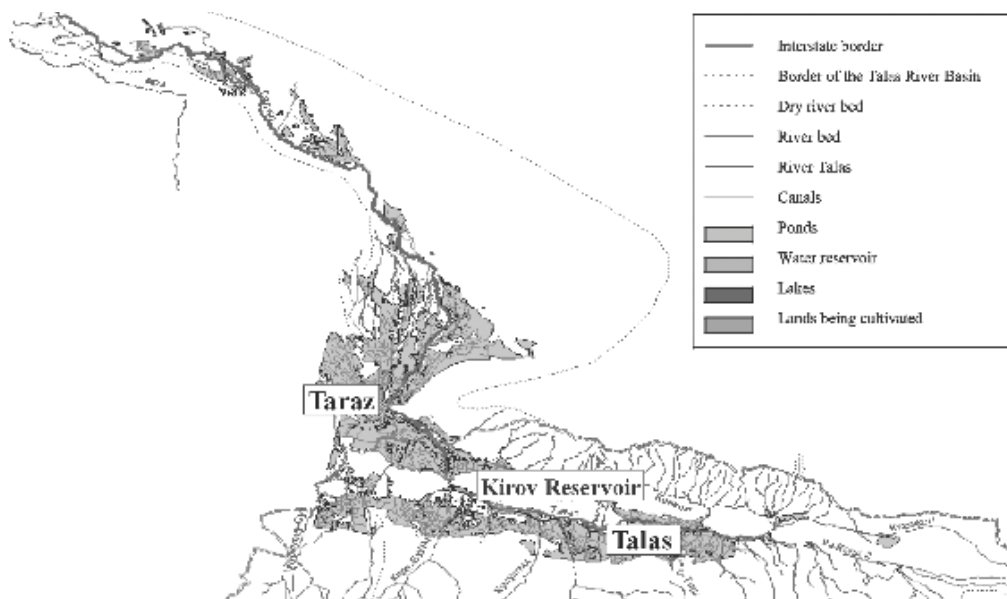 Interstate border
Border of the Talas River Basin
Dry river bed
River bed
River Talas
Canals
Ponds
Water reservoir
Lakes
Lands being cultivated
Taraz
Kirov Reservoir
Talas